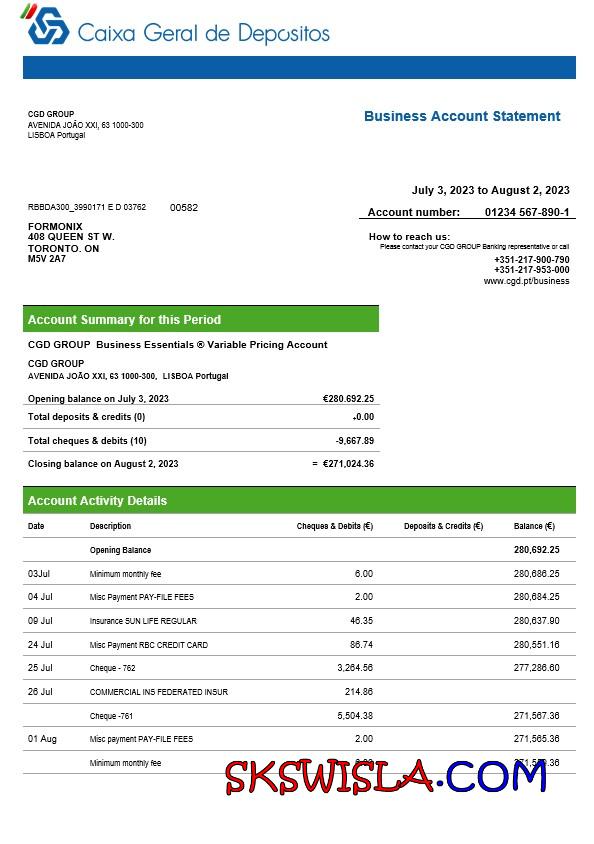 Caixa Geral de Depositos
CGD GROUP
AVENIDA JOÃO XXI, 63 1000-300
LISBOA Portugal
Business Account Statement
July 3, 2023 to August 2, 2023
RBBDA300_3990171 E D 03762 00582
Account number: 01234 567-890-1
FORMONIX
408 QUEEN ST W.
TORONTO. ON
M5V 2A7
How to reach us:
Please contact your CGD GROUP Banking representative or call
+351-217-900-790
+351-217-953-000
www.cgd.pt/business
Account Summary for this Period
CGD GROUP Business Essentials ® Variable Pricing Account
CGD GROUP
AVENIDA JOÃO XXI, 63 1000-300, LISBOA Portugal
Opening balance on July 3, 2023 €280.692.25
Total deposits & credits (0) +0.00
Total cheques & debits (10) -9,667.89
Closing balance on August 2, 2023 = €271,024.36
Account Activity Details
Date Description Cheques & Debits (€) Deposits & Credits (€) Balance (€)
Opening Balance 280,692.25
03Jul Minimum monthly fee 6.00 280,686.25
04 Jul Misc Payment PAY-FILE FEES 2.00 280,684.25
09 Jul Insurance SUN LIFE REGULAR 46.35 280,637.90
24 Jul Misc Payment RBC CREDIT CARD 86.74 280,551.16
25 Jul Cheque - 762 3,264.56 277,286.60
26 Jul COMMERCIAL INS FEDERATED INSUR 214.86
Cheque -761 5,504.38 271,567.36
01 Aug Misc payment PAY-FILE FEES 2.00 271,565.36
Minimum monthly fee
SKSWISLA.COM